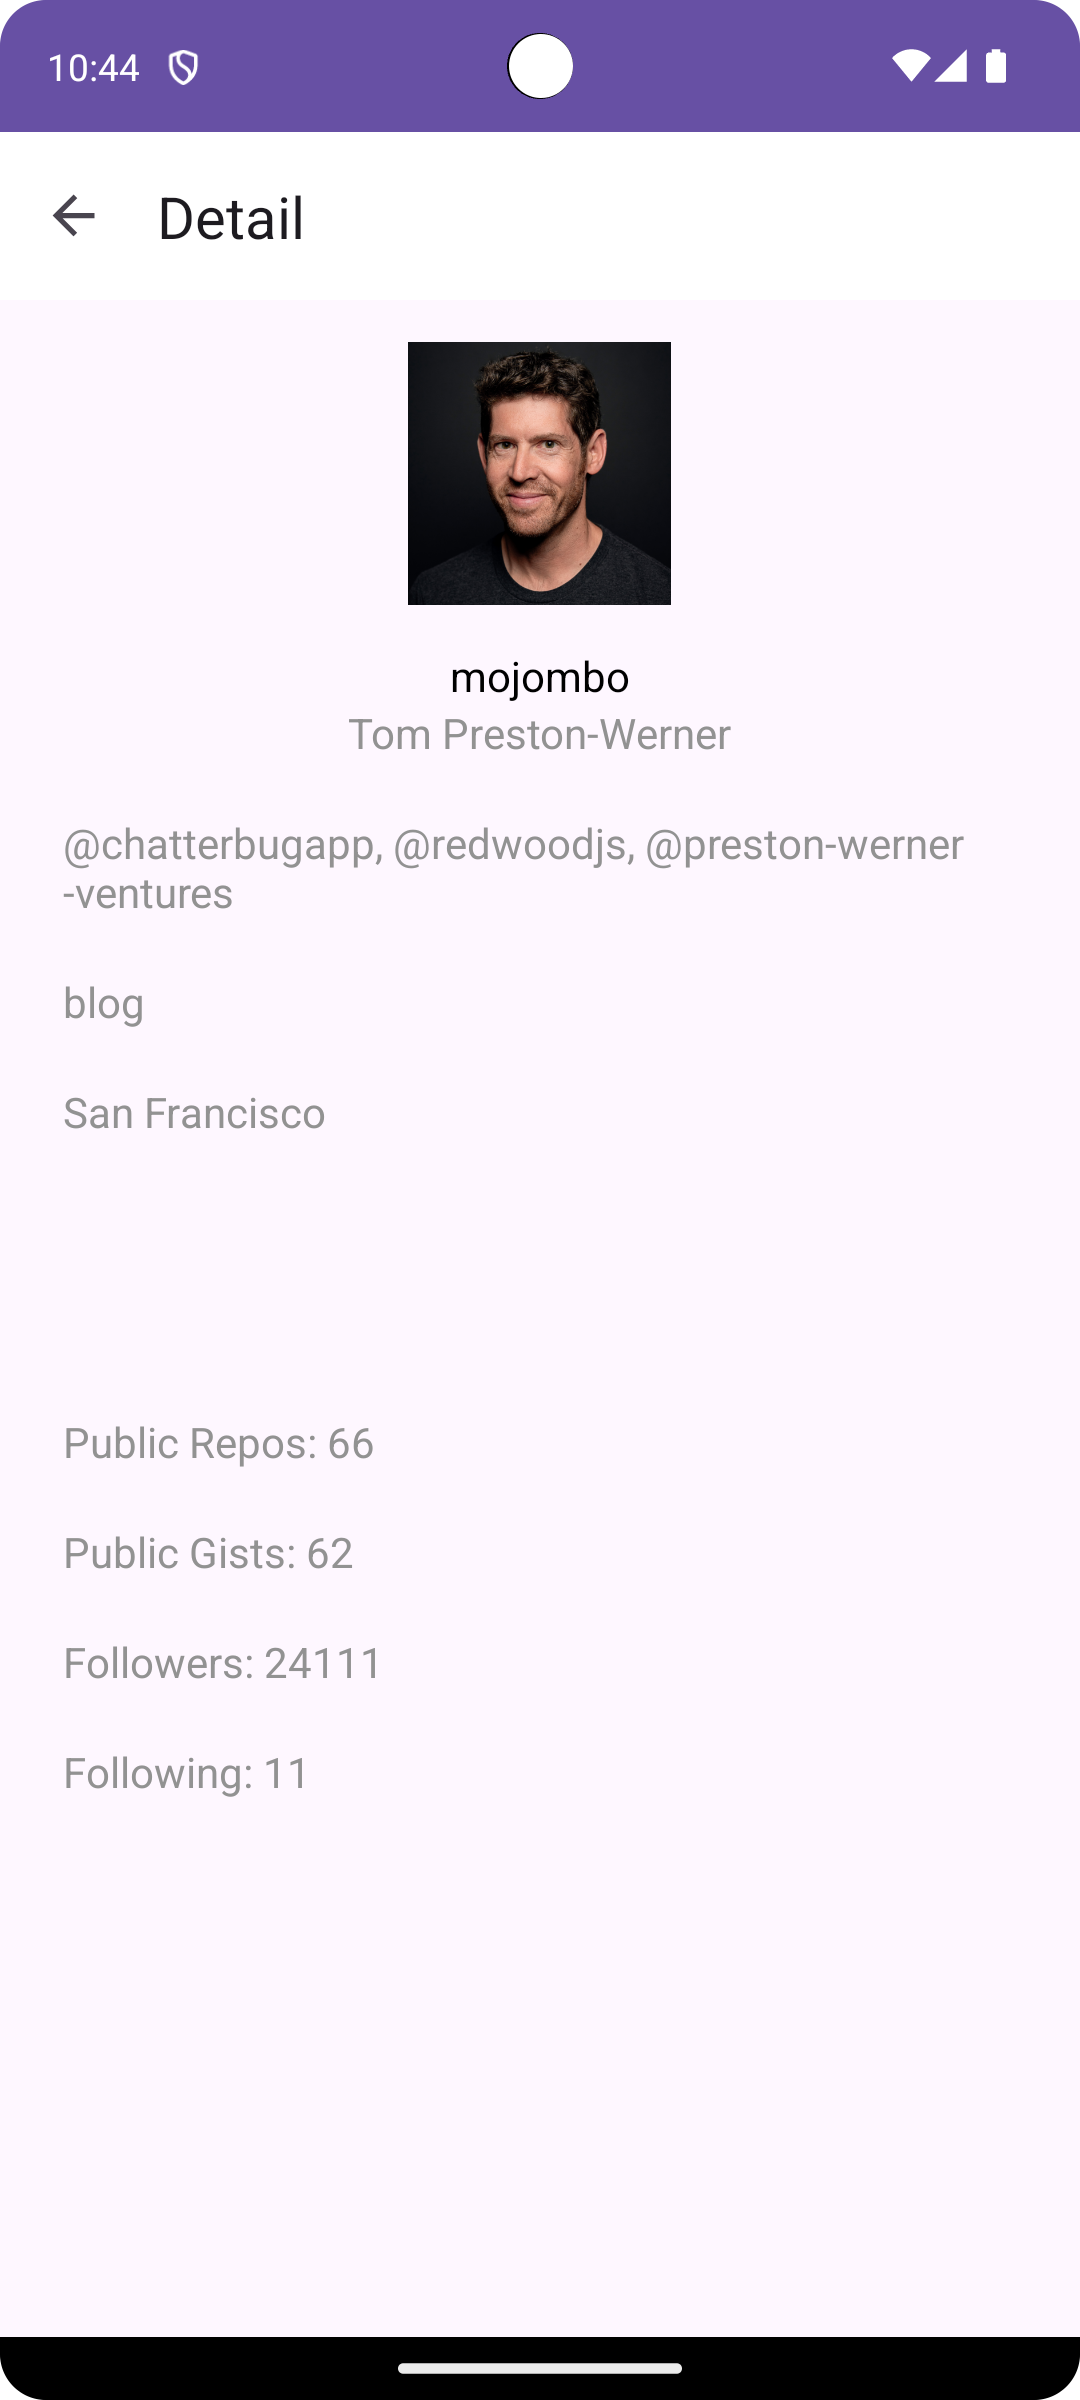 10:44
Detail
mojombo
Tom Preston-Werner
@chatterbugapp, @redwoodjs, @preston-werner
-ventures
blog
San Francisco
Public Repos: 66
Public Gists: 62
Followers: 24111
Following: 11